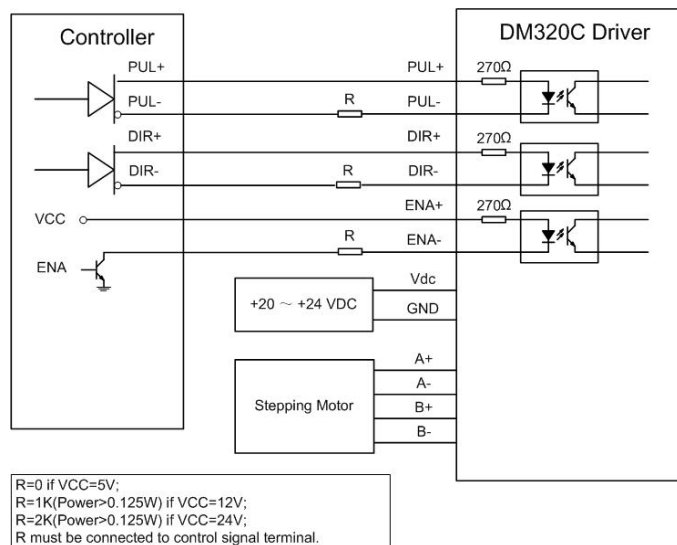 Controller
DM320C Driver
PUL+
PUL+
270Ω
PUL-
R
PUL-
DIR+
DIR+
270Ω
DIR-
R
DIR-
VCC
ENA+
270Ω
ENA
R
ENA-
+20 ～ +24 VDC
Vdc
GND
Stepping Motor
A+
A-
B+
B-
R=0 if VCC=5V;
R=1K(Power>0.125W) if VCC=12V;
R=2K(Power>0.125W) if VCC=24V;
R must be connected to control signal terminal.